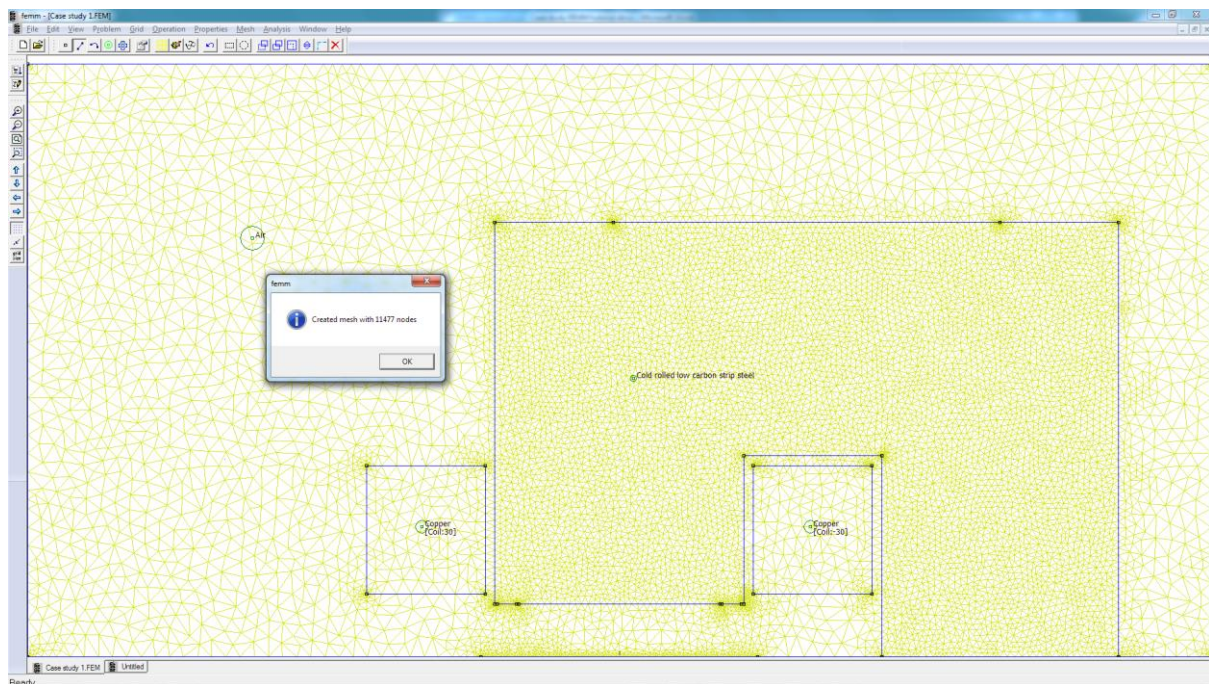 femm - [Case study 1.FEM]
File Edit View Problem Grid Operation Properties Mesh Analysis Window Help
Air
femm
Created mesh with 11477 nodes
OK
Cold rolled low carbon strip steel
Copper
[Coil:30]
Copper
[Coil:-30]
Case study 1.FEM
Untitled
Ready